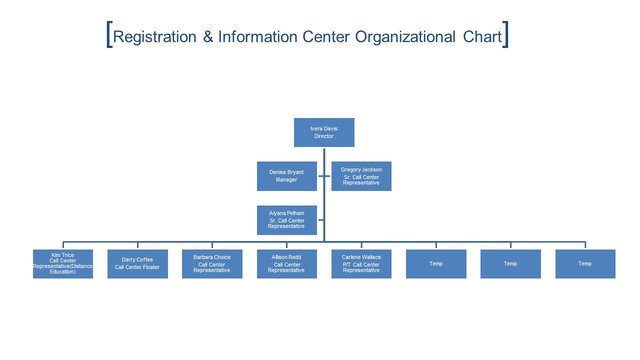 [Registration & Information Center Organizational Chart]
Ivera Davis
Director
Denise Bryant
Manager
Gregory Jackson
Sr. Call Center
Representative
Aiyana Pelham
Sr. Call Center
Representative
Kim Trice
Call Center
Representative(Distance
Education)
Darry Coffee
Call Center Floater
Barbara Choice
Call Center
Representative
Allison Redd
Call Center
Representative
Carlene Wallace
P/T Call Center
Representative
Temp
Temp
Temp